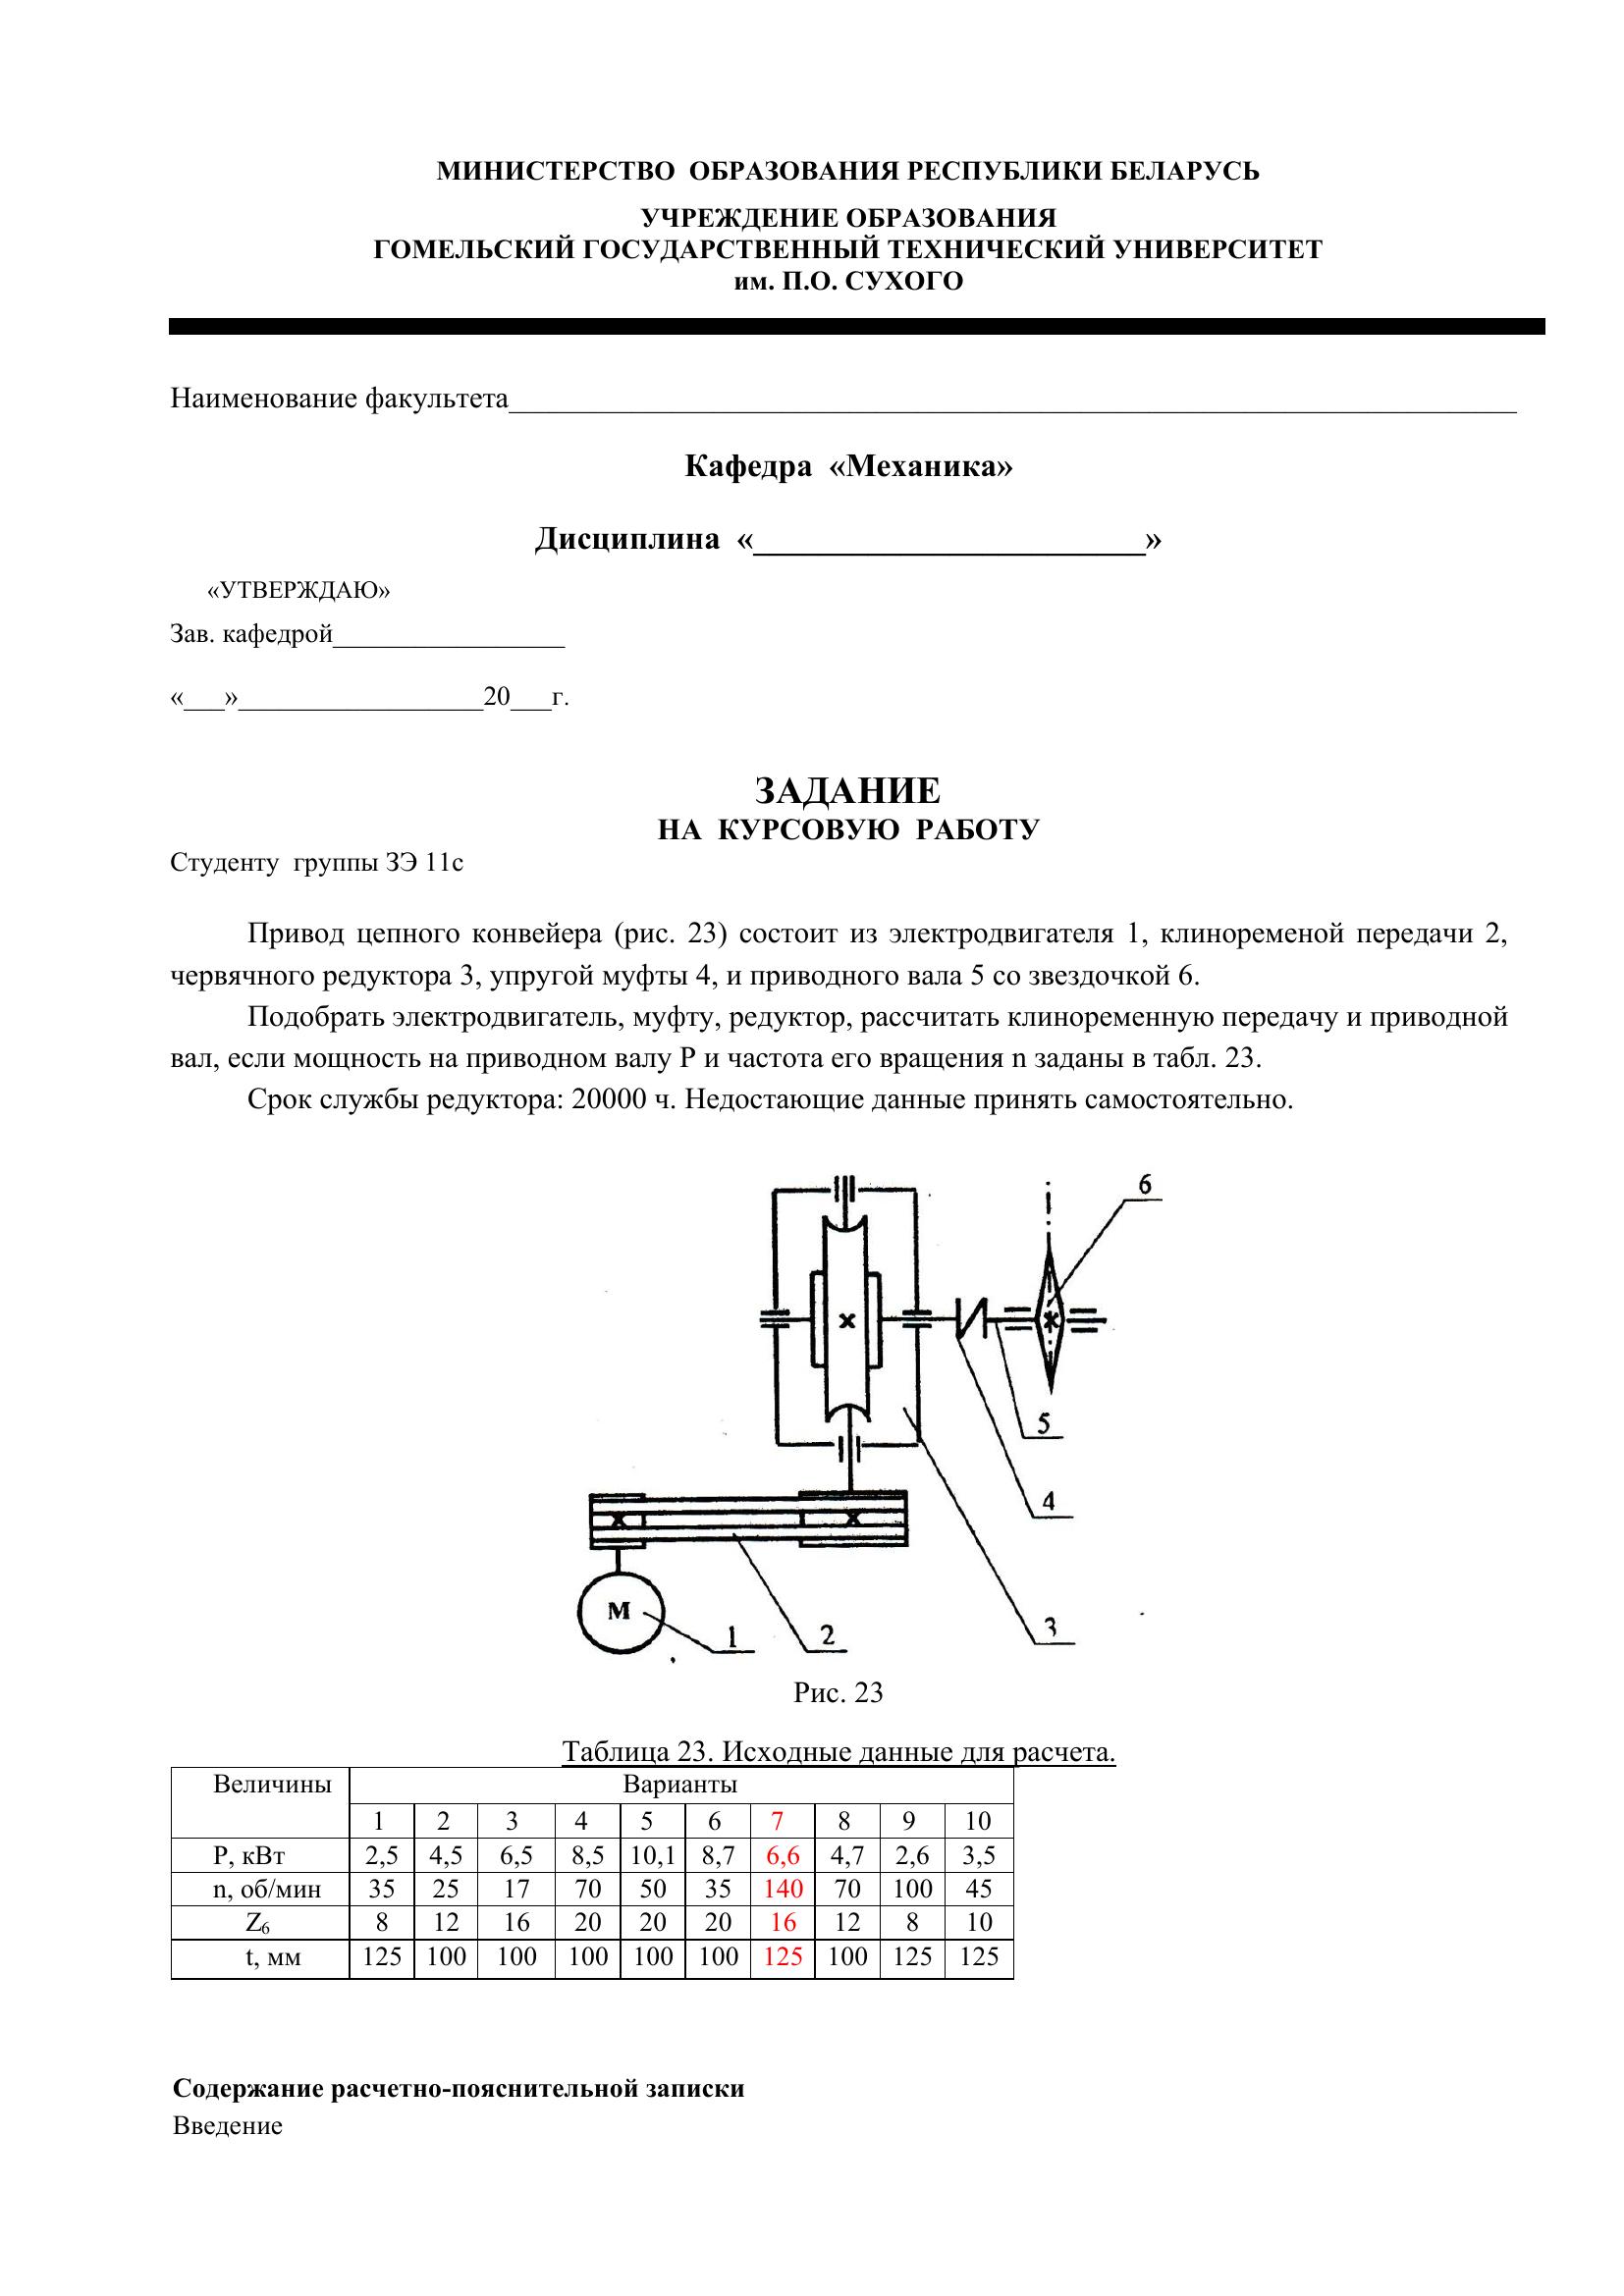 МИНИСТЕРСТВО ОБРАЗОВАНИЯ РЕСПУБЛИКИ БЕЛАРУСЬ
УЧРЕЖДЕНИЕ ОБРАЗОВАНИЯ
ГОМЕЛЬСКИЙ ГОСУДАРСТВЕННЫЙ ТЕХНИЧЕСКИЙ УНИВЕРСИТЕТ
им. П.О. СУХОГО
Наименование факультета____________________
Кафедра «Механика»
Дисциплина «____________________»
«УТВЕРЖДАЮ»
Зав. кафедрой_________________
«___»__________________20___г.
ЗАДАНИЕ
НА КУРСОВУЮ РАБОТУ
Студенту группы ЗЭ 11с
Привод цепного конвейера (рис. 23) состоит из электродвигателя 1, клиноременой передачи 2,
червячного редуктора 3, упругой муфты 4, и приводного вала 5 со звездочкой 6.
Подобрать электродвигатель, муфту, редуктор, рассчитать клиноременную передачу и приводной
вал, если мощность на приводном валу Р и частота его вращения n заданы в табл. 23.
Срок службы редуктора: 20000 ч. Недостающие данные принять самостоятельно.
6
5
4
3
М
1
2
Рис. 23
Таблица 23. Исходные данные для расчета.
Величины Варианты
1 2 3 4 5 6 7 8 9 10
Р, кВт 2,5 4,5 6,5 8,5 10,1 8,7 6,6 4,7 2,6 3,5
n, об/мин 35 25 17 70 50 35 140 70 100 45
Z6 8 12 16 20 20 20 16 12 8 10
t, мм 125 100 100 100 100 100 125 100 125 125
Содержание расчетно-пояснительной записки
Введение